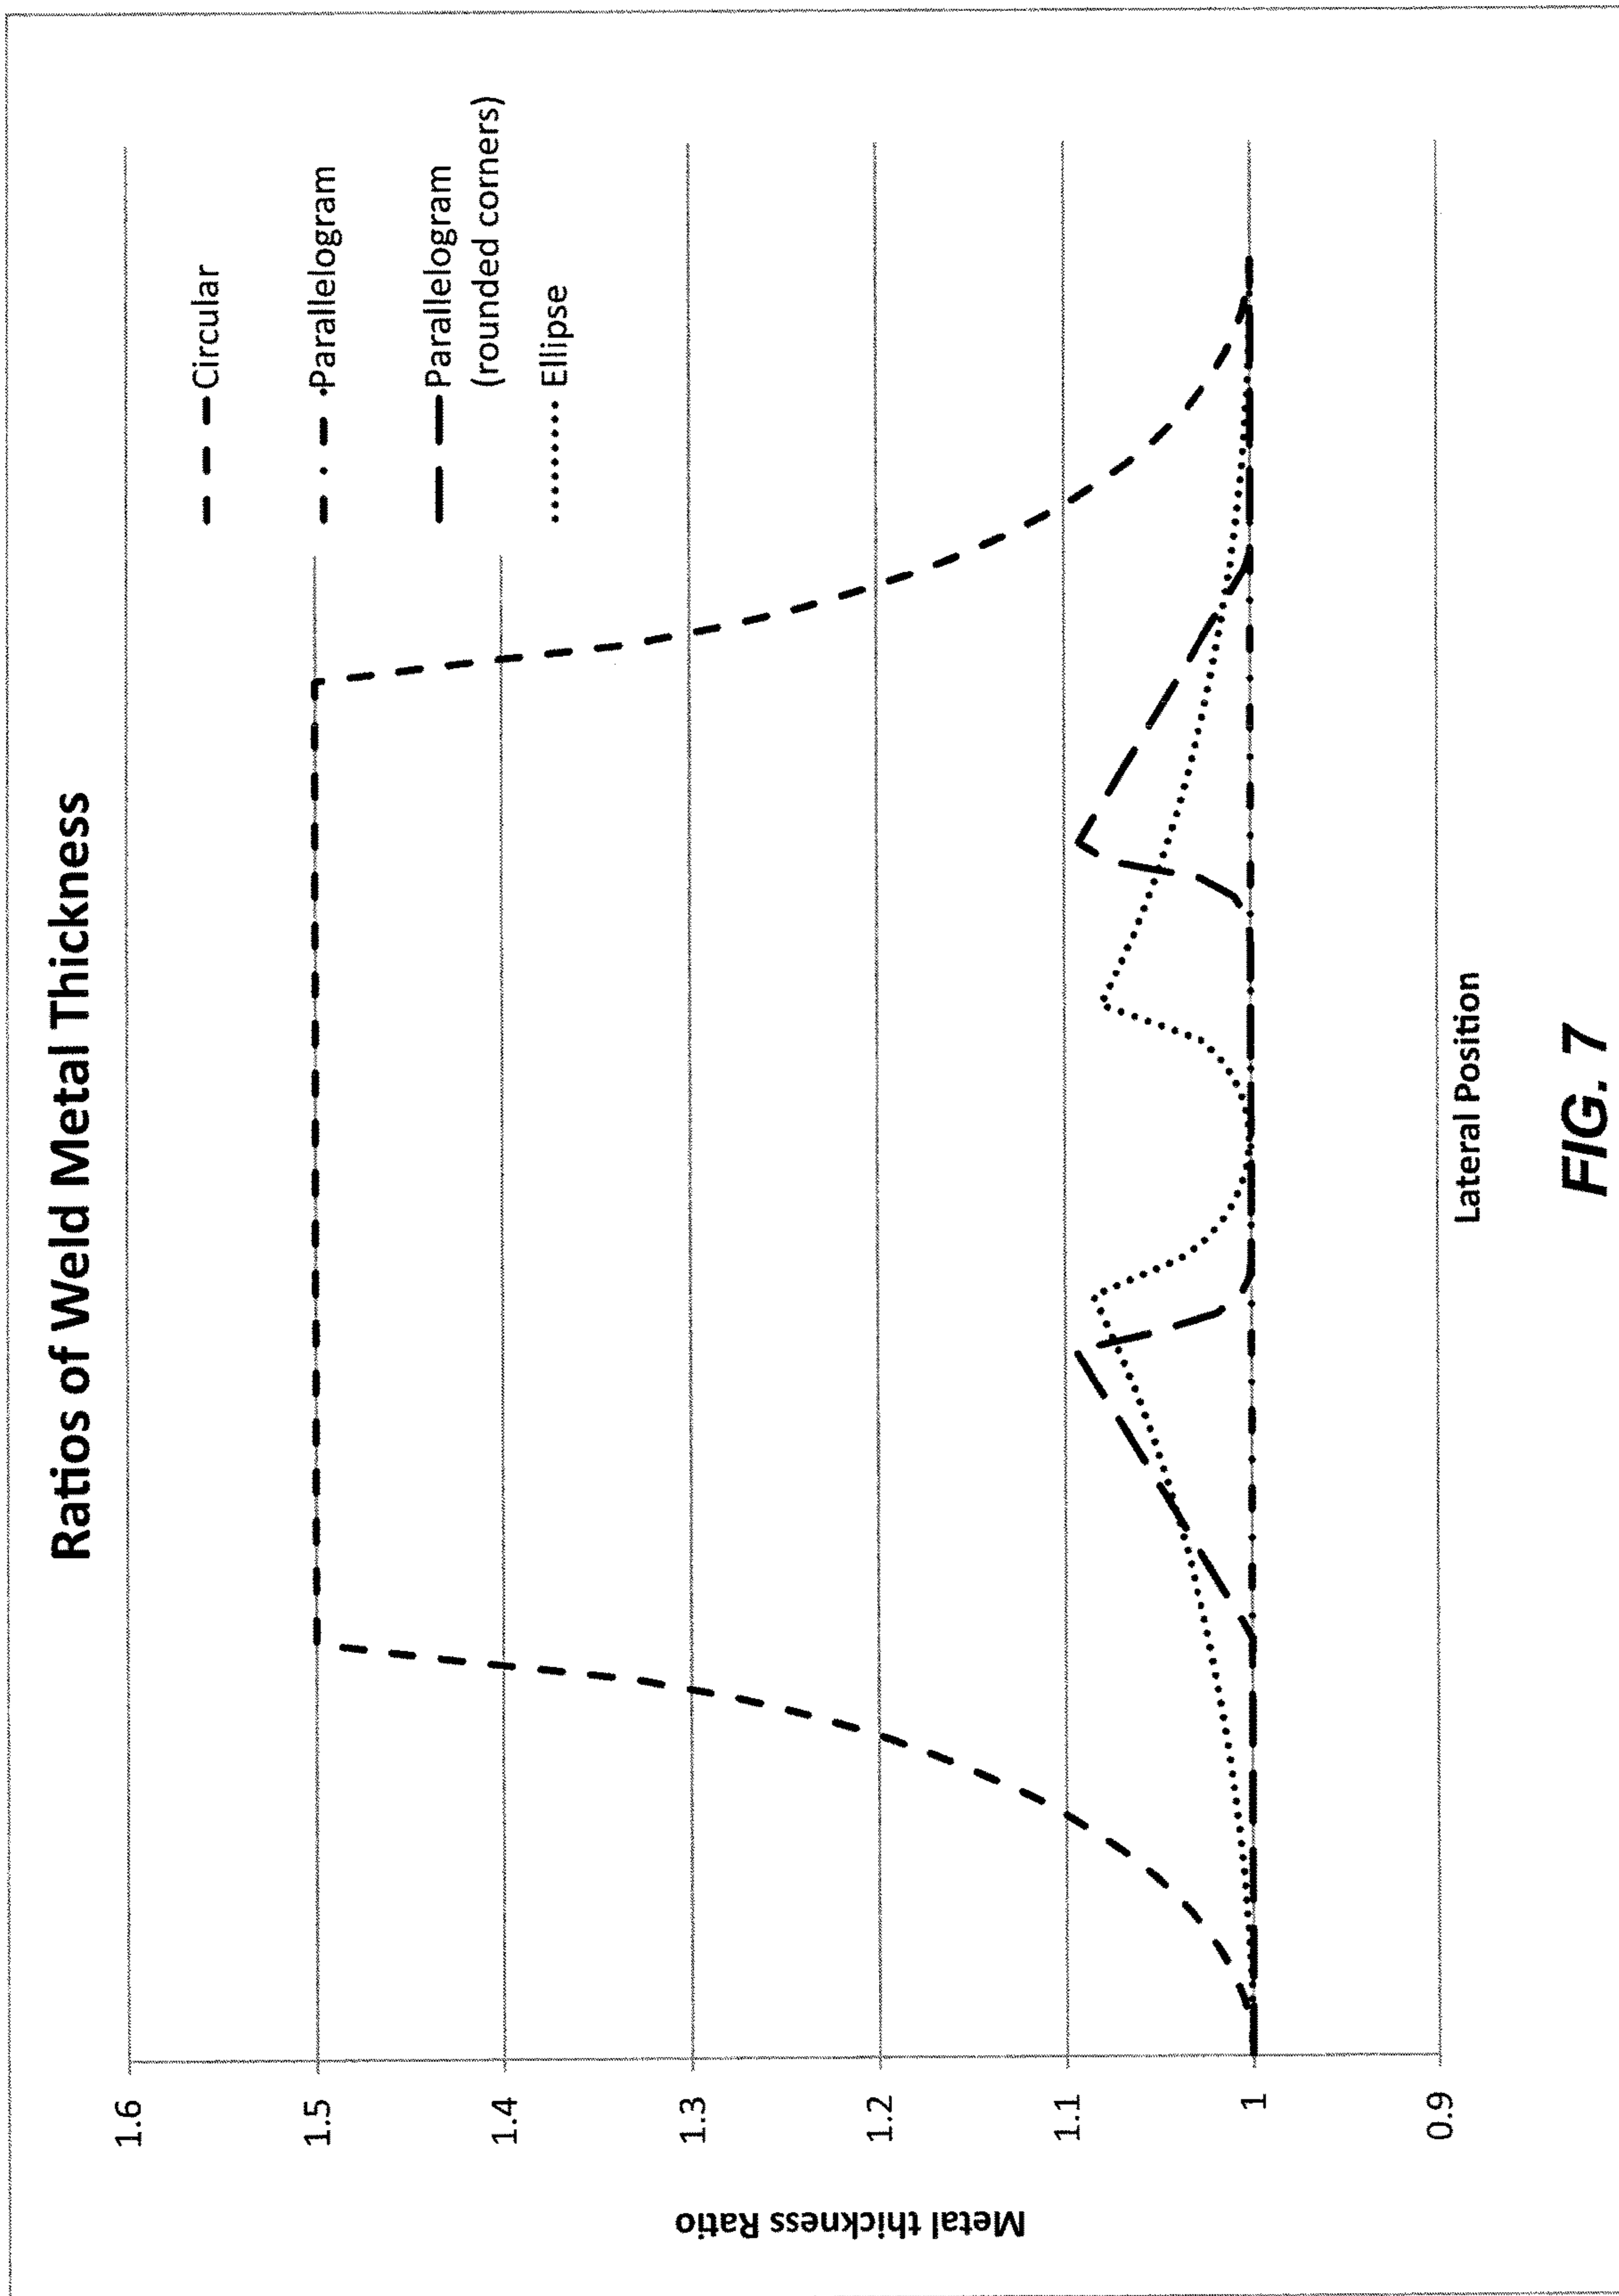 Ratios of Weld Metal Thickness
Metal thickness Ratio
1.6
1.5
1.4
1.3
1.2
1.1
1
0.9
Circular
Parallelogram
Parallelogram
(rounded corners)
Ellipse
Lateral Position
FIG. 7